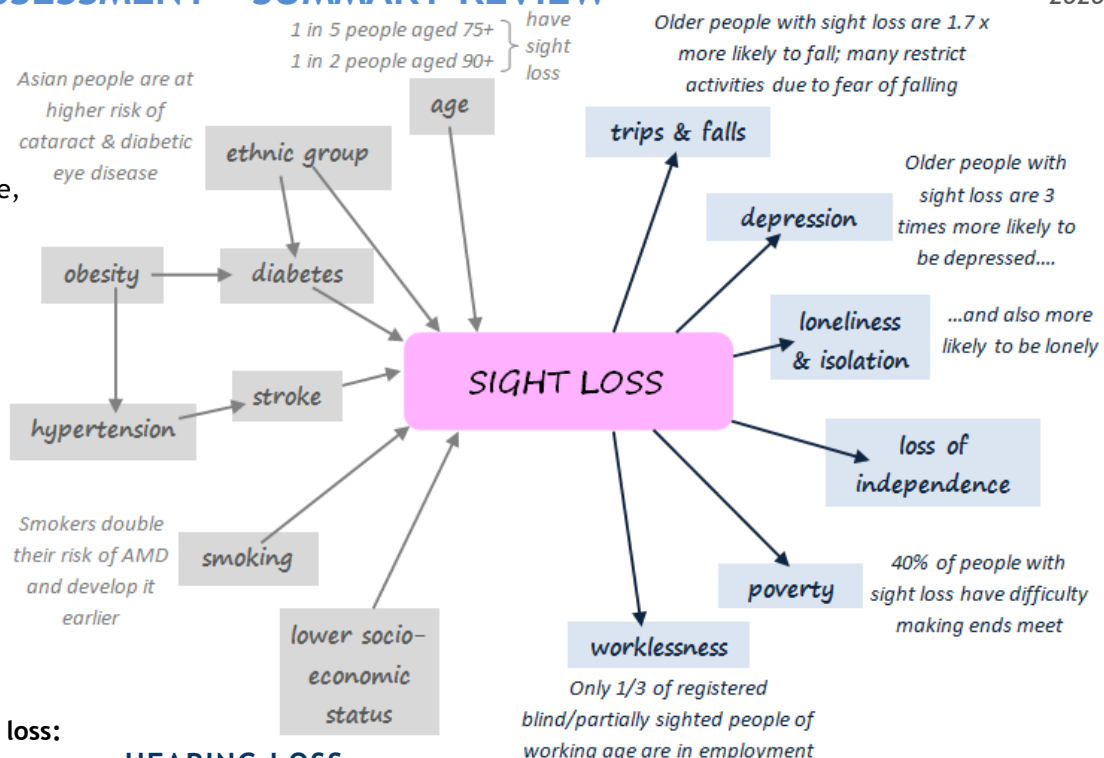 ASSESSMENT – SUMMARY REVIEW
1 in 5 people aged 75+
1 in 2 people aged 90+
have
sight
loss
Older people with sight loss are 1.7 x
more likely to fall; many restrict
activities due to fear of falling
Asian people are at
higher risk of
cataract & diabetic
eye disease
age
trips & falls
ethnic group
Older people with
sight loss are 3
times more likely to
be depressed....
e,
depression
obesity
diabetes
loneliness
& isolation
...and also more
likely to be lonely
SIGHT LOSS
stroke
hypertension
loss of
independence
Smokers double
their risk of AMD
and develop it
earlier
smoking
poverty
40% of people with
sight loss have difficulty
making ends meet
lower socio-
economic
status
worklessness
Only 1/3 of registered
blind/partially sighted people of
working age are in employment
loss:
HEARING LOSS